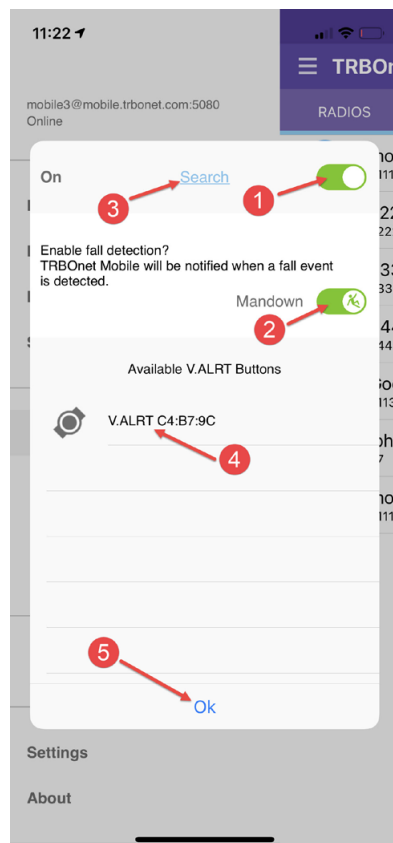 11:22
TRBOn
mobile3@mobile.trbonet.com:5080
Online
RADIOS
On
Search
1
3
Enable fall detection?
TRBOnet Mobile will be notified when a fall event
is detected.
Mandown
2
Available V.ALRT Buttons
V.ALRT C4:B7:9C
4
5
Ok
Settings
About